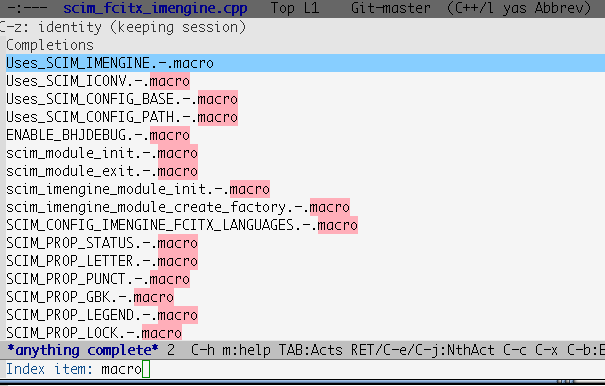 -:--- scim_fcitx_imengine.cpp Top L1 Git-master (C++/l yas Abbrev)
C-z: identity (keeping session)
Completions
Uses_SCIM_IMENGINE.-.macro
Uses_SCIM_ICONV.-.macro
Uses_SCIM_CONFIG_BASE.-.macro
Uses_SCIM_CONFIG_PATH.-.macro
ENABLE_BHJDEBUG.-.macro
scim_module_init.-.macro
scim_module_exit.-.macro
scim_imengine_module_init.-.macro
scim_imengine_module_create_factory.-.macro
SCIM_CONFIG_IMENGINE_FCITX_LANGUAGES.-.macro
SCIM_PROP_STATUS.-.macro
SCIM_PROP_LETTER.-.macro
SCIM_PROP_PUNCT.-.macro
SCIM_PROP_GBK.-.macro
SCIM_PROP_LEGEND.-.macro
SCIM_PROP_LOCK.-.macro
*anything complete* 2 C-h m:help TAB:Acts RET/C-e/C-j:NthAct C-c C-x C-b:E
Index item: macro